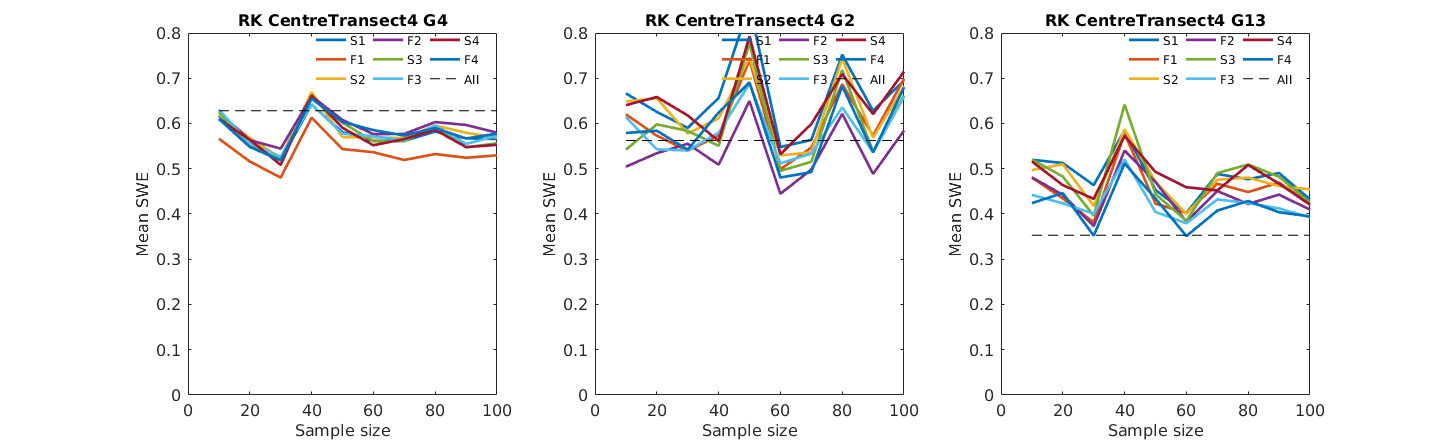 RK CentreTransect4 G4
0.8
0.7
0.6
0.5
0.4
0.3
0.2
0.1
0
Mean SWE
0 20 40 60 80 100
Sample size
S1 F2 S4
F1 S3 F4
S2 F3 All
RK CentreTransect4 G2
0.8
0.7
0.6
0.5
0.4
0.3
0.2
0.1
0
Mean SWE
0 20 40 60 80 100
Sample size
S1 F2 S4
F1 S3 F4
S2 F3 All
RK CentreTransect4 G13
0.8
0.7
0.6
0.5
0.4
0.3
0.2
0.1
0
Mean SWE
0 20 40 60 80 100
Sample size
S1 F2 S4
F1 S3 F4
S2 F3 All